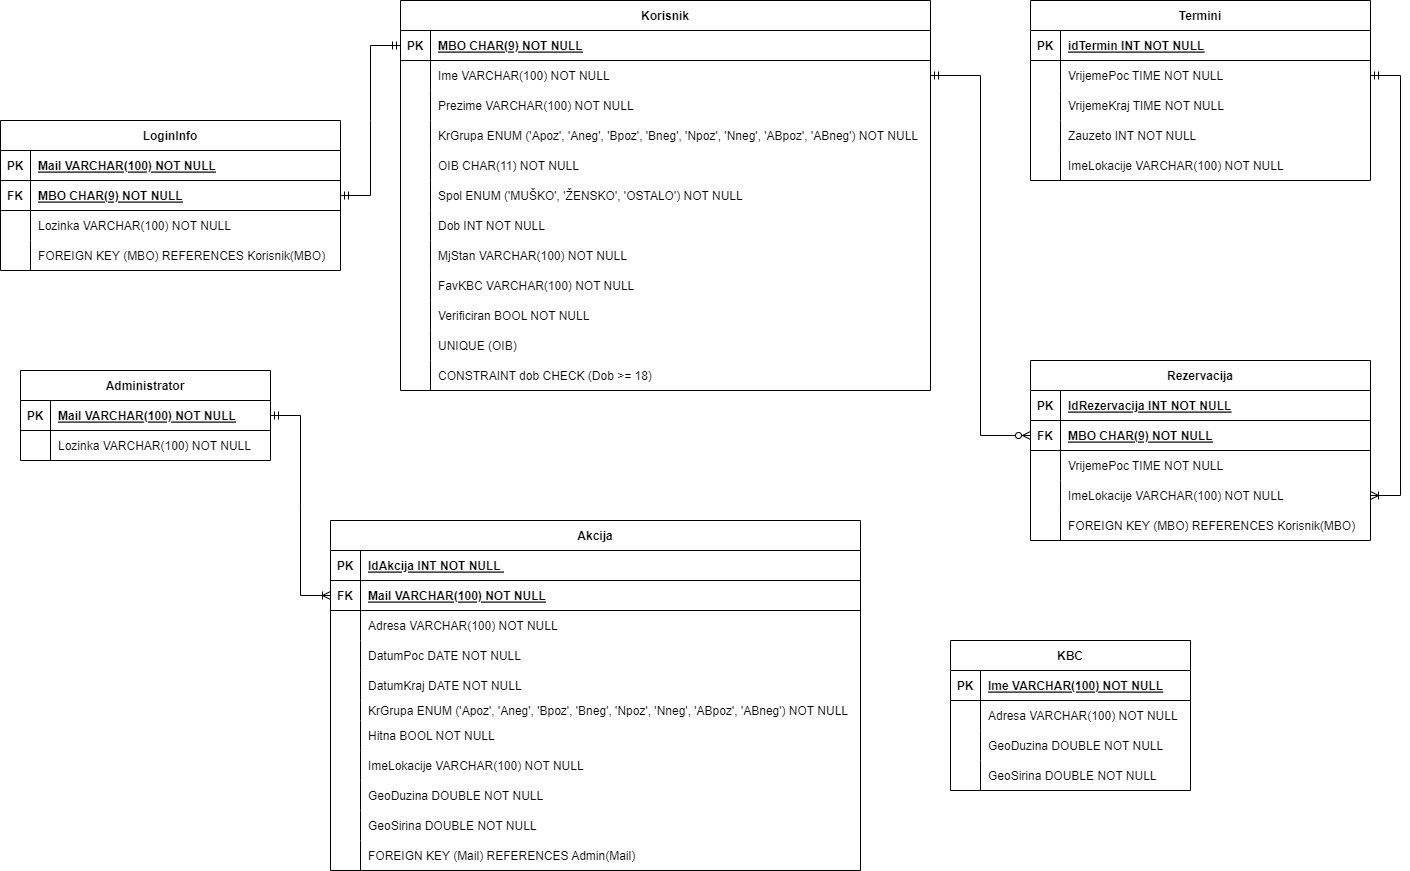 Korisnik
PK MBO CHAR(9) NOT NULL
Ime VARCHAR(100) NOT NULL
Prezime VARCHAR(100) NOT NULL
KrGrupa ENUM ('Apoz', 'Aneg', 'Bpoz', 'Bneg', 'Npoz', 'Nneg', 'ABpoz', 'ABneg') NOT NULL
OIB CHAR(11) NOT NULL
Spol ENUM ('MUŠKO', 'ŽENSKO', 'OSTALO') NOT NULL
Dob INT NOT NULL
MjStan VARCHAR(100) NOT NULL
FavKBC VARCHAR(100) NOT NULL
Verificiran BOOL NOT NULL
UNIQUE (OIB)
CONSTRAINT dob CHECK (Dob >= 18)
Termini
PK idTermin INT NOT NULL
VrijemePoc TIME NOT NULL
VrijemeKraj TIME NOT NULL
Zauzeto INT NOT NULL
ImeLokacije VARCHAR(100) NOT NULL
LoginInfo
PK Mail VARCHAR(100) NOT NULL
FK MBO CHAR(9) NOT NULL
Lozinka VARCHAR(100) NOT NULL
FOREIGN KEY (MBO) REFERENCES Korisnik(MBO)
Administrator
PK Mail VARCHAR(100) NOT NULL
Lozinka VARCHAR(100) NOT NULL
Rezervacija
PK IdRezervacija INT NOT NULL
FK MBO CHAR(9) NOT NULL
VrijemePoc TIME NOT NULL
ImeLokacije VARCHAR(100) NOT NULL
FOREIGN KEY (MBO) REFERENCES Korisnik(MBO)
Akcija
PK IdAkcija INT NOT NULL
FK Mail VARCHAR(100) NOT NULL
Adresa VARCHAR(100) NOT NULL
DatumPoc DATE NOT NULL
DatumKraj DATE NOT NULL
KrGrupa ENUM ('Apoz', 'Aneg', 'Bpoz', 'Bneg', 'Npoz', 'Nneg', 'ABpoz', 'ABneg') NOT NULL
Hitna BOOL NOT NULL
ImeLokacije VARCHAR(100) NOT NULL
GeoDuzina DOUBLE NOT NULL
GeoSirina DOUBLE NOT NULL
FOREIGN KEY (Mail) REFERENCES Admin(Mail)
KBC
PK Ime VARCHAR(100) NOT NULL
Adresa VARCHAR(100) NOT NULL
GeoDuzina DOUBLE NOT NULL
GeoSirina DOUBLE NOT NULL